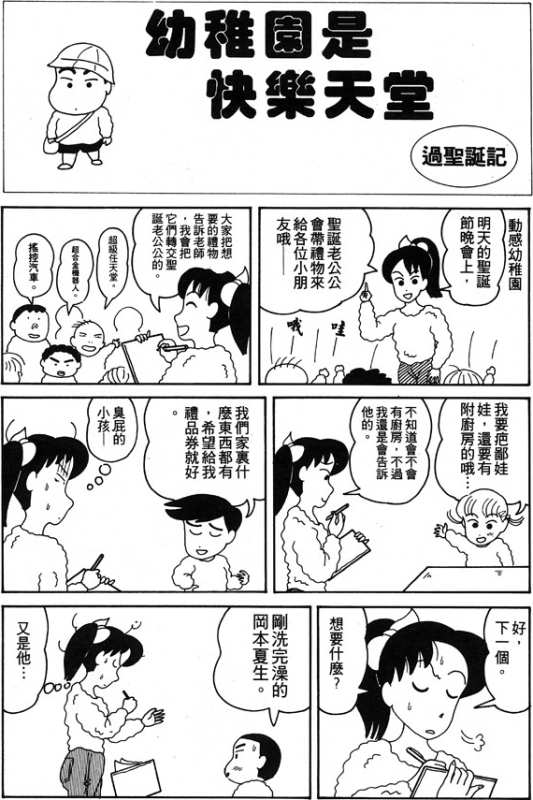 幼稚園是
快樂天堂
過聖誕記
動感幼稚園
明天的聖誕
節晚會上，
聖誕老公公
會帶禮物來
給各位小朋
友哦——
哇
哦
大家把想
要的禮物
告訴老師
，我會把
它們轉交聖
誕老公公的。
超級任天堂。
超合金機器人。
搖控汽車。
我要芭鄙娃
娃，還要有
附廚房的哦…
不知道會不會
有廚房，不過
我還是會告訴
他的。
我們家裏什
麼東西都有
，希望給我
禮品券就好
。
臭屁的
小孩——
好，
下一個。
想要什麼？
剛洗完澡的
岡本夏生。
又是他…